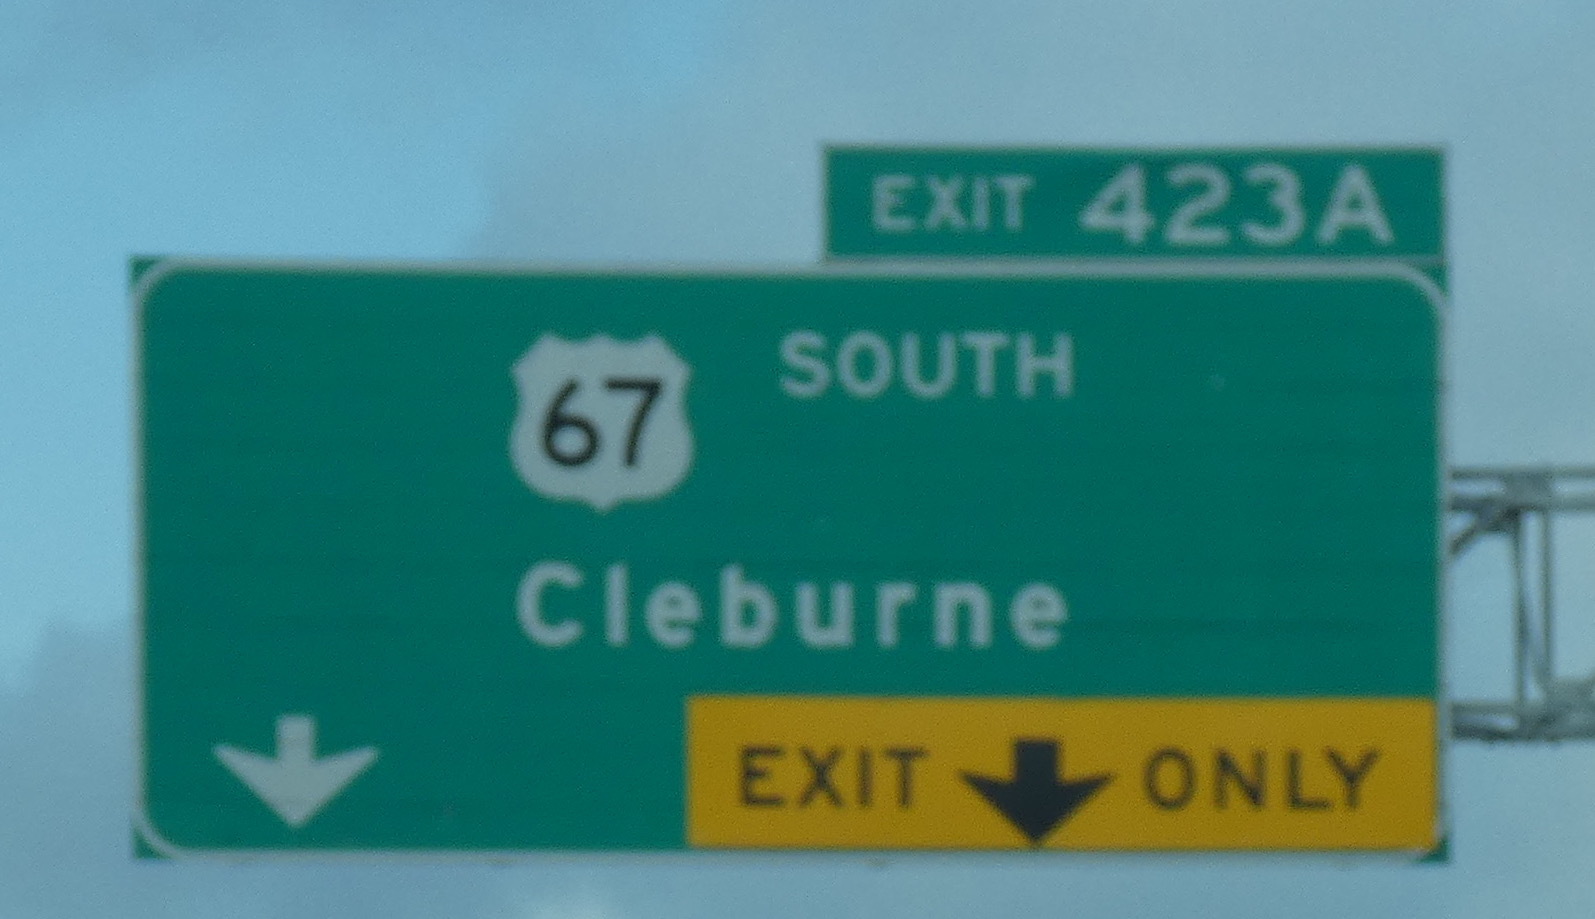 EXIT 423A
67 SOUTH
Cleburne
EXIT ONLY